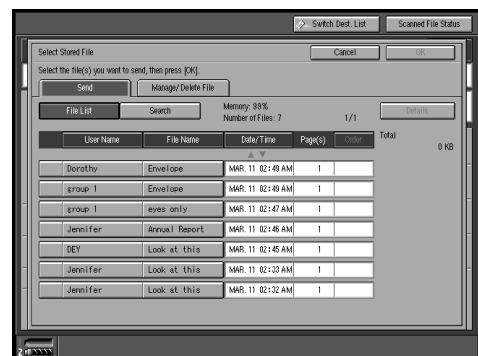 Switch Dest. List Scanned File Status
Select Stored File Cancel OK
Select the file(s) you want to send, then press [OK].
Send Manage/Delete File
File List Search Memory: 99% Details
Number of Files: 7 1/1
User Name File Name Date/Time Page(s) Order Total
▲ ▼ 0 KB
Dorothy Envelope MAR. 11 02:49 AM 1
group 1 Envelope MAR. 11 02:49 AM 1
group 1 eyes only MAR. 11 02:47 AM 1
Jennifer Annual Report MAR. 11 02:46 AM 1
DEY Look at this MAR. 11 02:45 AM 1
Jennifer Look at this MAR. 11 02:33 AM 1
Jennifer Look at this MAR. 11 02:32 AM 1
2